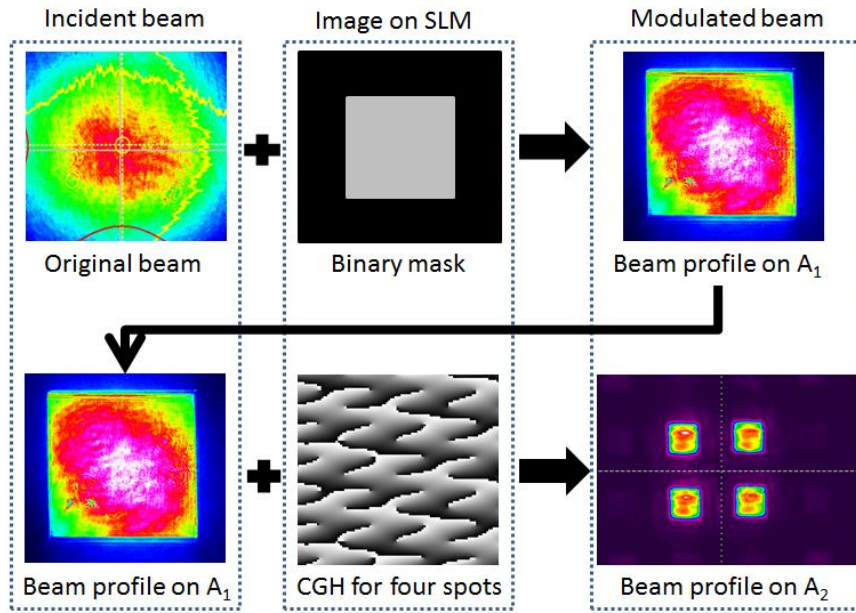 Incident beam
Image on SLM
Modulated beam
Original beam
Binary mask
Beam profile on A₁
Beam profile on A₁
CGH for four spots
Beam profile on A₂